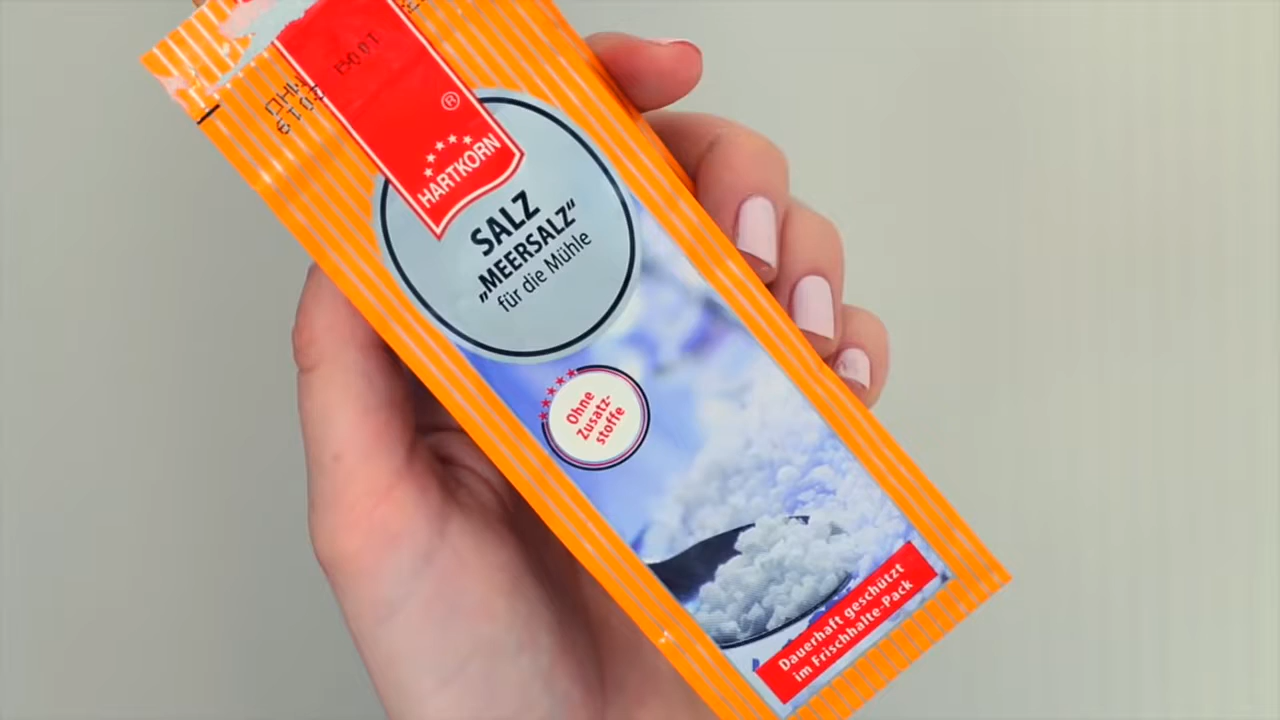 HARTKORN
®
SALZ
„MEERSALZ“
für die Mühle
Ohne
Zusatz-
stoffe
Dauerhaft geschützt
im Frischhalte-Pack